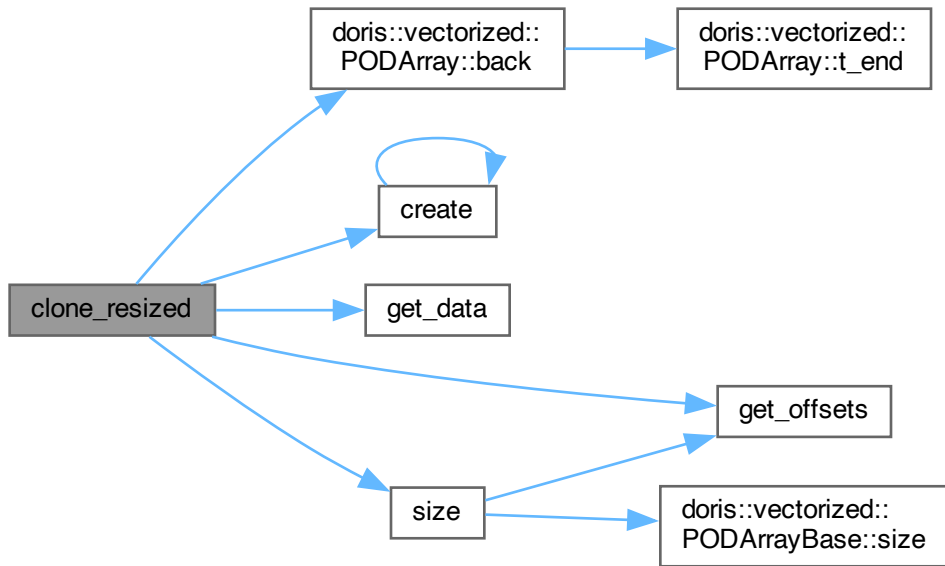 doris::vectorized::
PODArray::back
doris::vectorized::
PODArray::t_end
create
clone_resized
get_data
get_offsets
size
doris::vectorized::
PODArrayBase::size